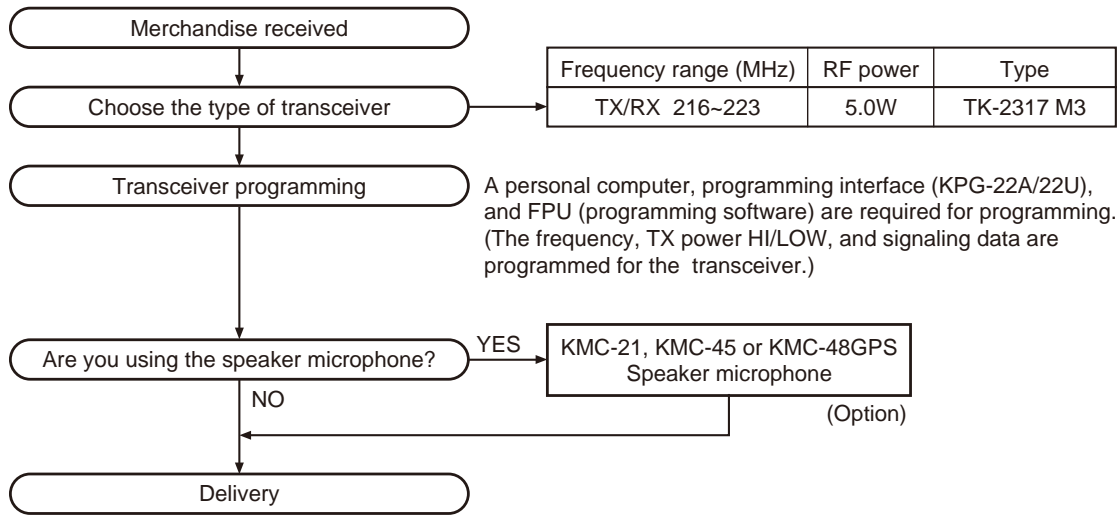 Merchandise received
Choose the type of transceiver
Frequency range (MHz) RF power Type
TX/RX 216~223 5.0W TK-2317 M3
Transceiver programming
A personal computer, programming interface (KPG-22A/22U),
and FPU (programming software) are required for programming.
(The frequency, TX power HI/LOW, and signaling data are
programmed for the transceiver.)
Are you using the speaker microphone?
YES
KMC-21, KMC-45 or KMC-48GPS
Speaker microphone
(Option)
NO
Delivery